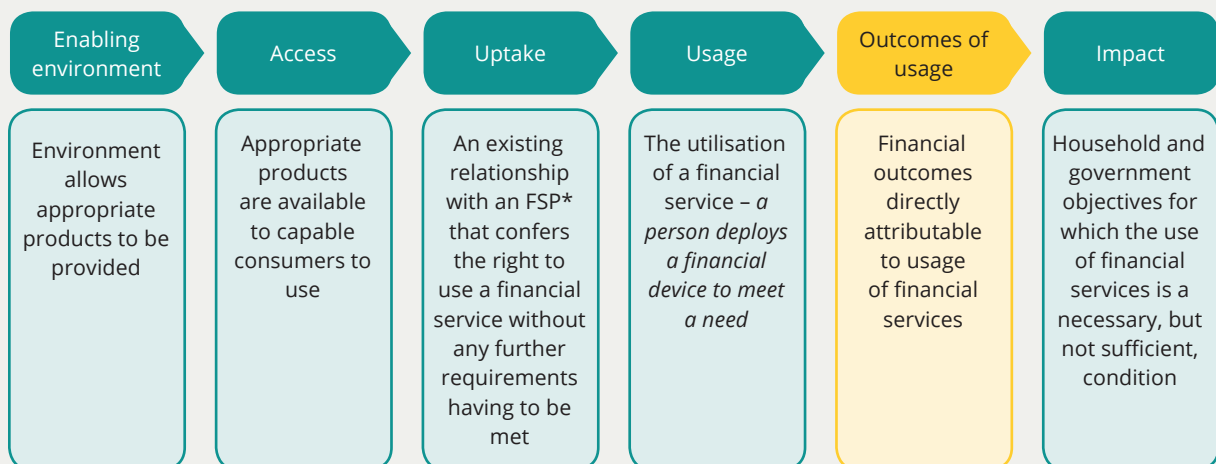 Enabling
environment
Access
Uptake
Usage
Outcomes of
usage
Impact
Environment
allows
appropriate
products to be
provided
Appropriate
products
are available
to capable
consumers to
use
An existing
relationship
with an FSP*
that confers
the right to
use a financial
service without
any further
requirements
having to be
met
The utilisation
of a financial
service – a
person deploys
a financial
device to meet
a need
Financial
outcomes
directly
attributable
to usage
of financial
services
Household and
government
objectives for
which the use
of financial
services is a
necessary, but
not sufficient,
condition